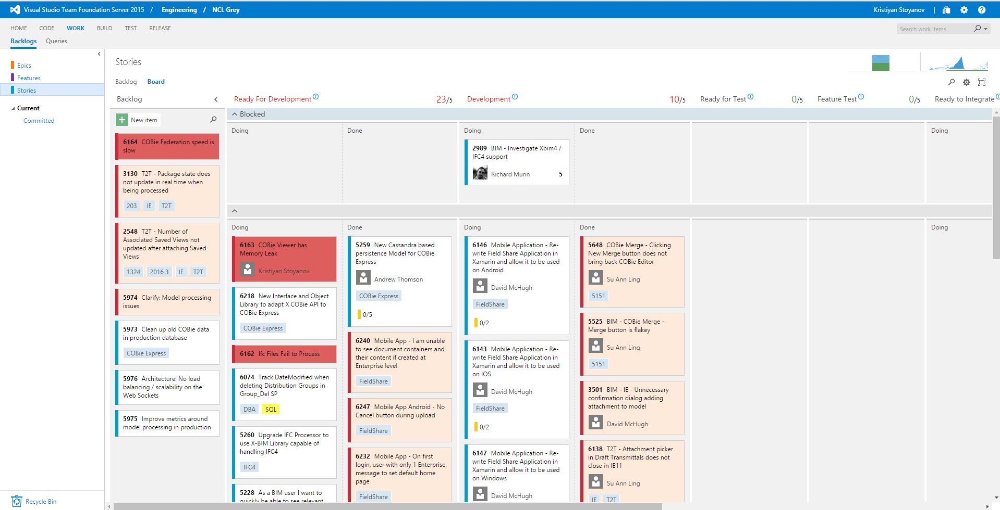 Visual Studio Team Foundation Server 2015 / Engineering / NCL Grey
Kristiyan Stoyanov |
HOME CODE WORK BUILD TEST RELEASE
Search work items
Backlogs Queries
Epics
Features
Stories
Current
Committed
Recycle Bin
Stories
Backlog Board
Backlog
Ready For Development 23/5
Development 10/5
Ready for Test 0/5
Feature Test 0/5
Ready to Integrate
New item
6164 COBie Federation speed is
slow
3130 T2T - Package state does
not update in real time when
being processed
203 IE T2T
2548 T2T - Number of
Associated Saved Views not
updated after attaching Saved
Views
1324 2016 3 IE T2T
5974 Clarify: Model processing
issues
5973 Clean up old COBie data
in production database
COBie Express
5976 Architecture: No load
balancing / scalability on the
Web Sockets
5975 Improve metrics around
model processing in production
Blocked
Doing
Done
Doing
2989 BIM - Investigate Xbim4 /
IFC4 support
Richard Munn 5
Done
Doing
Doing
6163 COBie Viewer has
Memory Leak
Kristiyan Stoyanov
6218 New Interface and Object
Library to adapt X COBie API to
COBie Express
COBie Express
6162 Ifc Files Fail to Process
6074 Track DateModified when
deleting Distribution Groups in
Group_Del SP
DBA SQL
5260 Upgrade IFC Processor to
use X-BIM Library capable of
handling IFC4
IFC4
5228 As a BIM user I want to
quickly be able to see relevant
Done
5259 New Cassandra based
persistence Model for COBie
Express
Andrew Thomson
COBie Express
0/5
6240 Mobile App - I am unable
to see document containers and
their content if created at
Enterprise level
FieldShare
6247 Mobile App Android - No
Cancel button during upload
FieldShare
6232 Mobile App - On first
login, user with only 1 Enterprise,
message to set default home
page
FieldShare
Doing
6146 Mobile Application - Re-
write Field Share Application in
Xamarin and allow it to be used
on Android
David McHugh
FieldShare
0/2
6143 Mobile Application - Re-
write Field Share Application in
Xamarin and allow it to be used
on IOS
David McHugh
FieldShare
0/2
6147 Mobile Application - Re-
write Field Share Application in
Xamarin and allow it to be used
on Windows
David McHugh
Done
5648 COBie Merge - Clicking
New Merge button does not
bring back COBie Editor
Su Ann Ling
5151
5525 BIM - COBie Merge -
Merge button is flakey
Su Ann Ling
5151
3501 BIM - IE - Unnecessary
confirmation dialog adding
attachment to model
David McHugh
6138 T2T - Attachment picker
in Draft Transmittals does not
close in IE11
Su Ann Ling
IE T2T
Doing